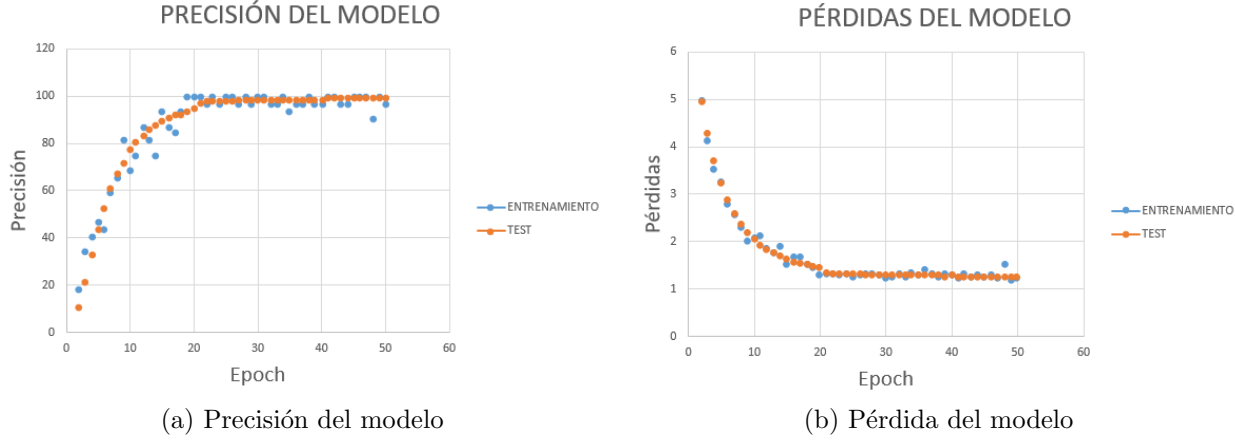 PRECISIÓN DEL MODELO
120
100
80
60
40
20
0
0 10 20 30 40 50 60
Precisión
Epoch
ENTRENAMIENTO
TEST
(a) Precisión del modelo
PÉRDIDAS DEL MODELO
6
5
4
3
2
1
0
0 10 20 30 40 50 60
Pérdidas
Epoch
ENTRENAMIENTO
TEST
(b) Pérdida del modelo